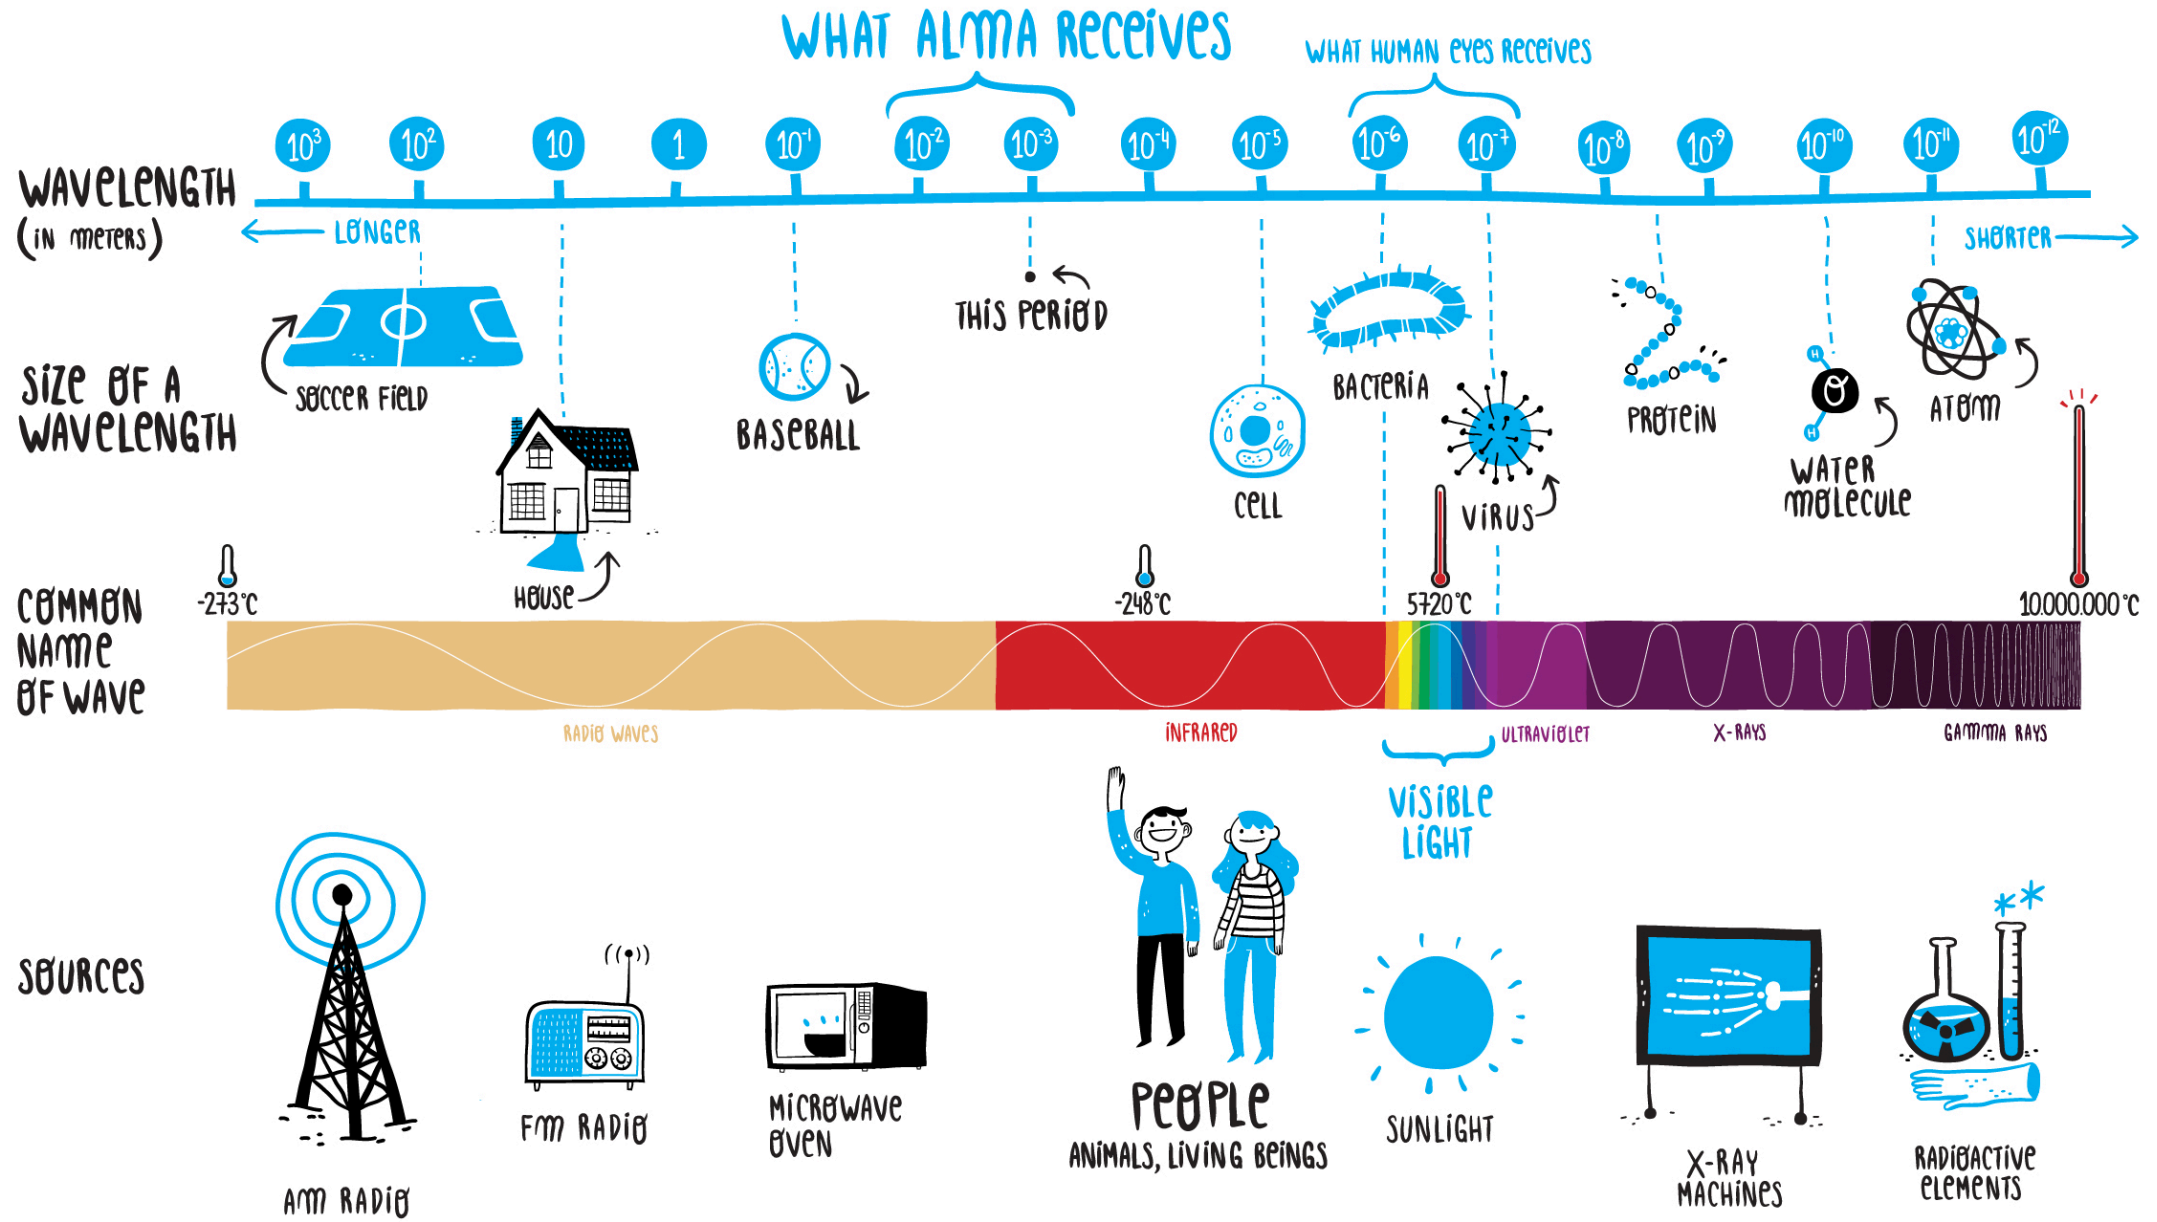 WHAT ALMA RECEIVES
WHAT HUMAN EYES RECEIVES
10³ 10² 10 1 10⁻¹ 10⁻² 10⁻³ 10⁻⁴ 10⁻⁵ 10⁻⁶ 10⁻⁷ 10⁻⁸ 10⁻⁹ 10⁻¹⁰ 10⁻¹¹ 10⁻¹²
WAVELENGTH
(IN METERS)
LONGER
SHORTER
SIZE OF A
WAVELENGTH
SOCCER FIELD
HOUSE
BASEBALL
THIS PERIOD
CELL
BACTERIA
VIRUS
PROTEIN
H
O
H
WATER
MOLECULE
ATOM
COMMON
NAME
OF WAVE
-273°C
-248°C
5720°C
10.000.000°C
RADIO WAVES
INFRARED
ULTRAVIOLET
X-RAYS
GAMMA RAYS
VISIBLE
LIGHT
SOURCES
AM RADIO
FM RADIO
MICROWAVE
OVEN
PEOPLE
ANIMALS, LIVING BEINGS
SUNLIGHT
X-RAY
MACHINES
RADIOACTIVE
ELEMENTS